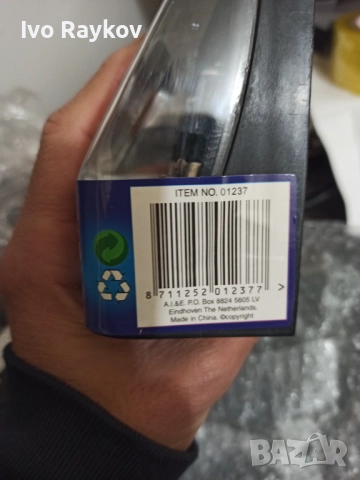 Ivo Raykov
ITEM NO. 01237
8 711252 012377 >
A.I.&E. P.O. Box 8824 5605 LV
Eindhoven The Netherlands.
Made in China. ©copyright
BAZAR